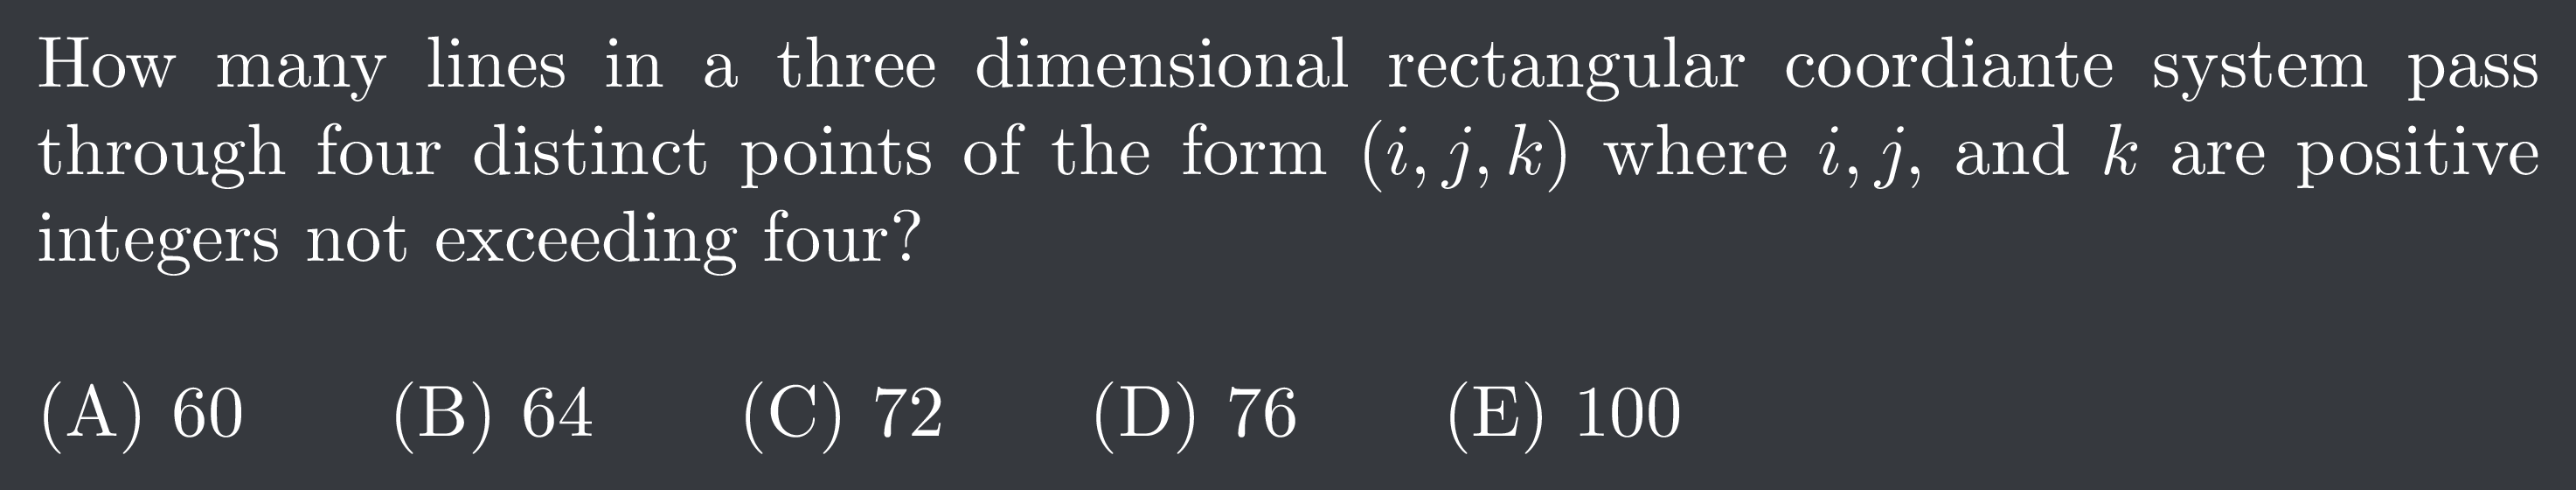 How many lines in a three dimensional rectangular coordiante system pass
through four distinct points of the form (i, j, k) where i, j, and k are positive
integers not exceeding four?
(A) 60 (B) 64 (C) 72 (D) 76 (E) 100